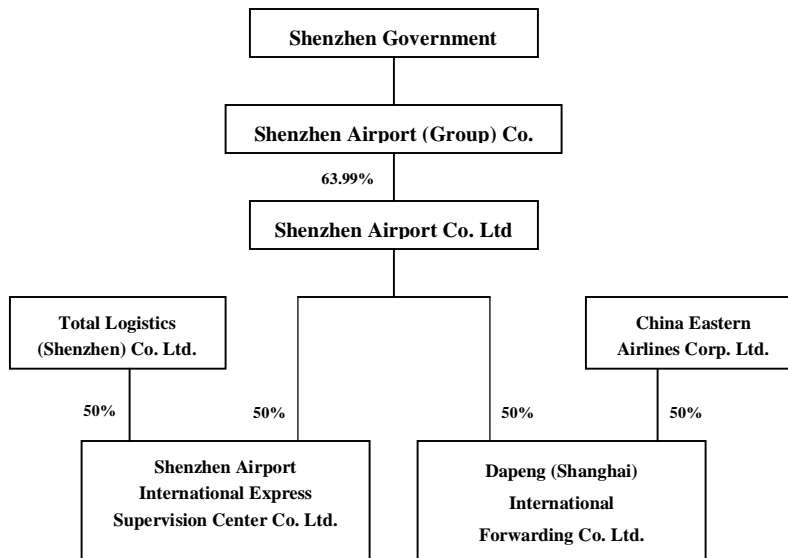 Shenzhen Government
Shenzhen Airport (Group) Co.
63.99%
Shenzhen Airport Co. Ltd
Total Logistics
(Shenzhen) Co. Ltd.
China Eastern
Airlines Corp. Ltd.
50%
50%
50%
50%
Shenzhen Airport
International Express
Supervision Center Co. Ltd.
Dapeng (Shanghai)
International
Forwarding Co. Ltd.